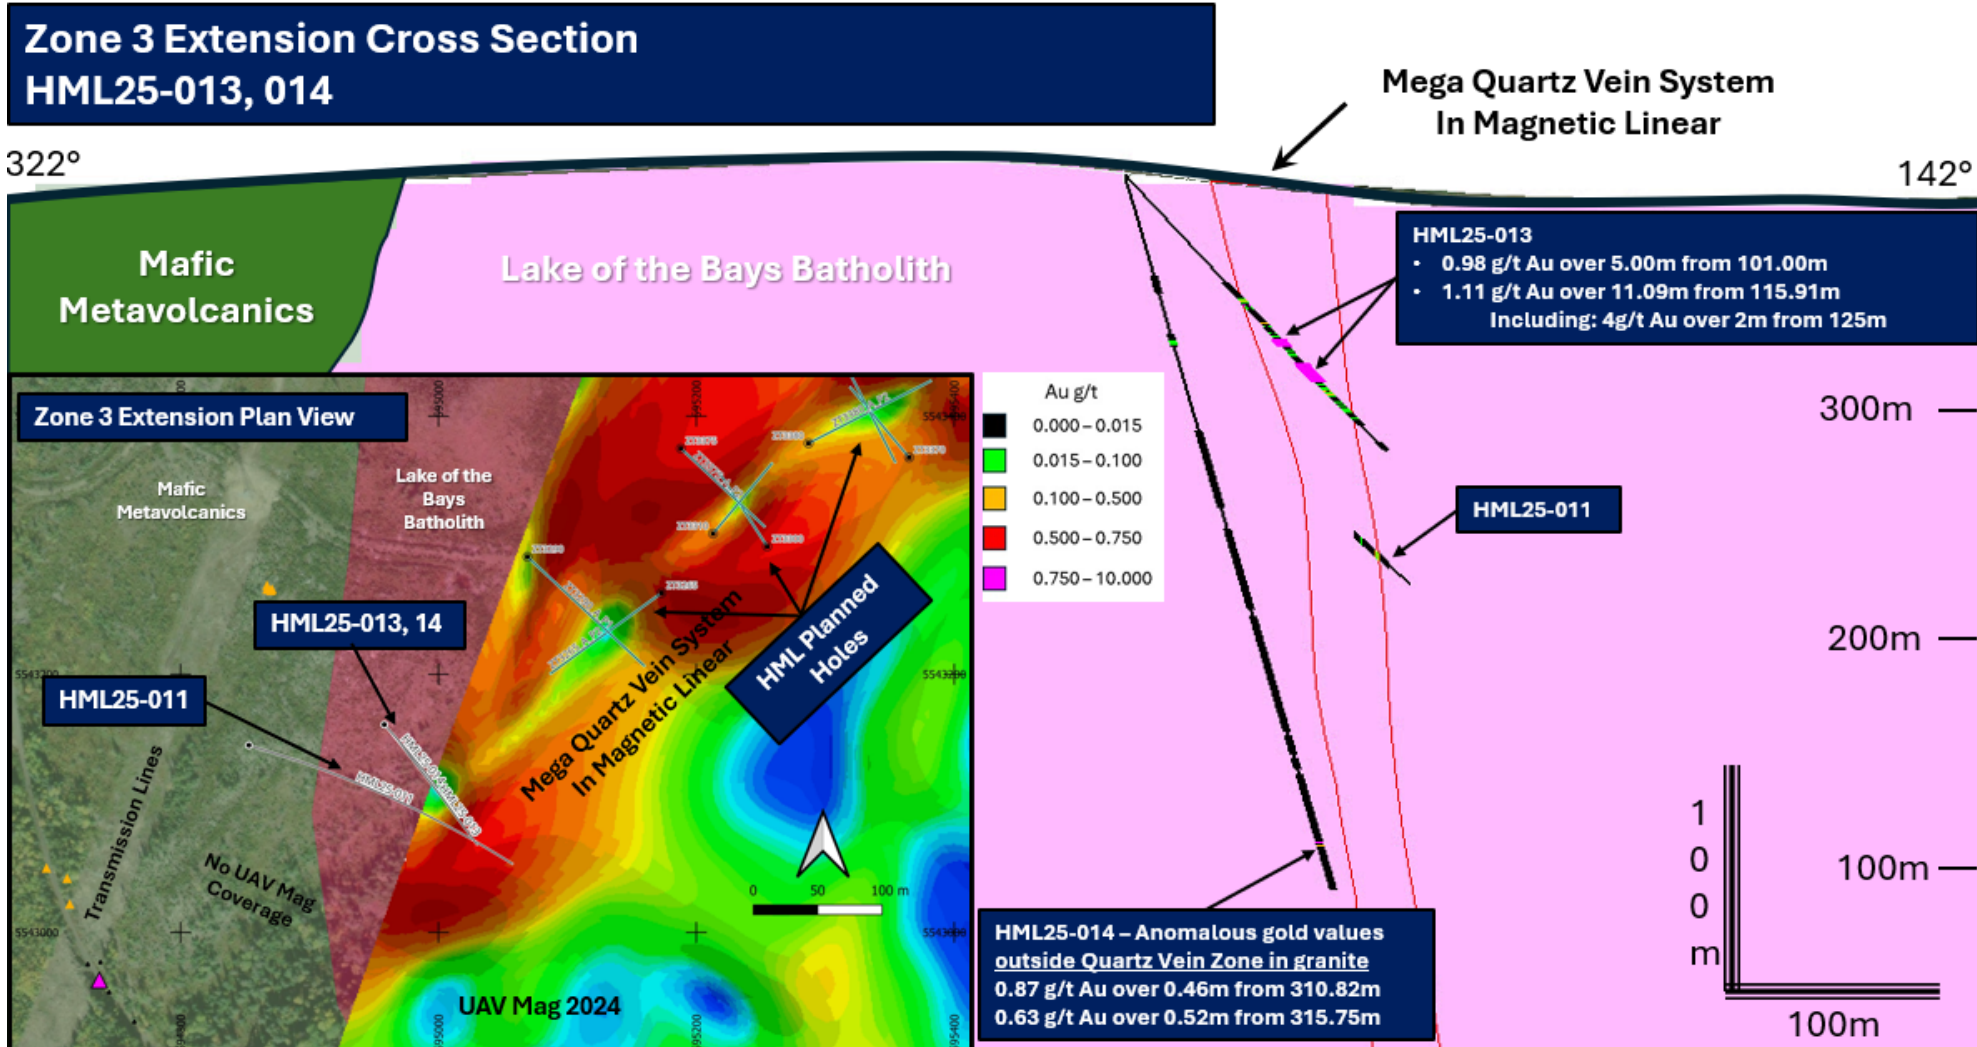 Zone 3 Extension Cross Section
HML25-013, 014
Mega Quartz Vein System
In Magnetic Linear
322°
142°
Mafic
Metavolcanics
Lake of the Bays Batholith
HML25-013
• 0.98 g/t Au over 5.00m from 101.00m
• 1.11 g/t Au over 11.09m from 115.91m
Including: 4g/t Au over 2m from 125m
Au g/t
0.000 – 0.015
0.015 – 0.100
0.100 – 0.500
0.500 – 0.750
0.750 – 10.000
300m
HML25-011
200m
100m
100m
100m
HML25-014 – Anomalous gold values
outside Quartz Vein Zone in granite
0.87 g/t Au over 0.46m from 310.82m
0.63 g/t Au over 0.52m from 315.75m
Zone 3 Extension Plan View
Mafic
Metavolcanics
Lake of the
Bays
Batholith
HML25-013, 14
HML25-011
HML25-011
HML Planned
Holes
Mega Quartz Vein System
In Magnetic Linear
Transmission Lines
No UAV Mag
Coverage
0 50 100 m
UAV Mag 2024
5543200
5543200
5543000